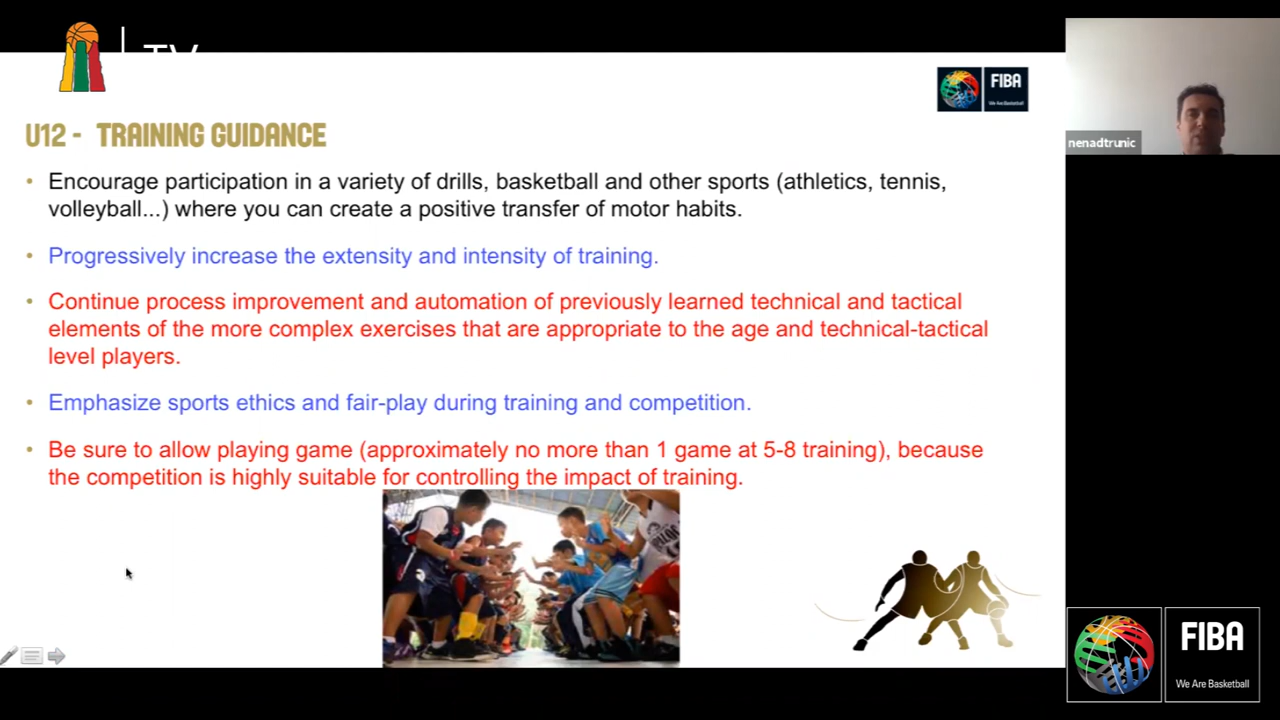 TV
FIBA
We Are Basketball
nenadtrunic
U12 - TRAINING GUIDANCE
• Encourage participation in a variety of drills, basketball and other sports (athletics, tennis,
volleyball...) where you can create a positive transfer of motor habits.
• Progressively increase the extensity and intensity of training.
• Continue process improvement and automation of previously learned technical and tactical
elements of the more complex exercises that are appropriate to the age and technical-tactical
level players.
• Emphasize sports ethics and fair-play during training and competition.
• Be sure to allow playing game (approximately no more than 1 game at 5-8 training), because
the competition is highly suitable for controlling the impact of training.
FIBA
We Are Basketball